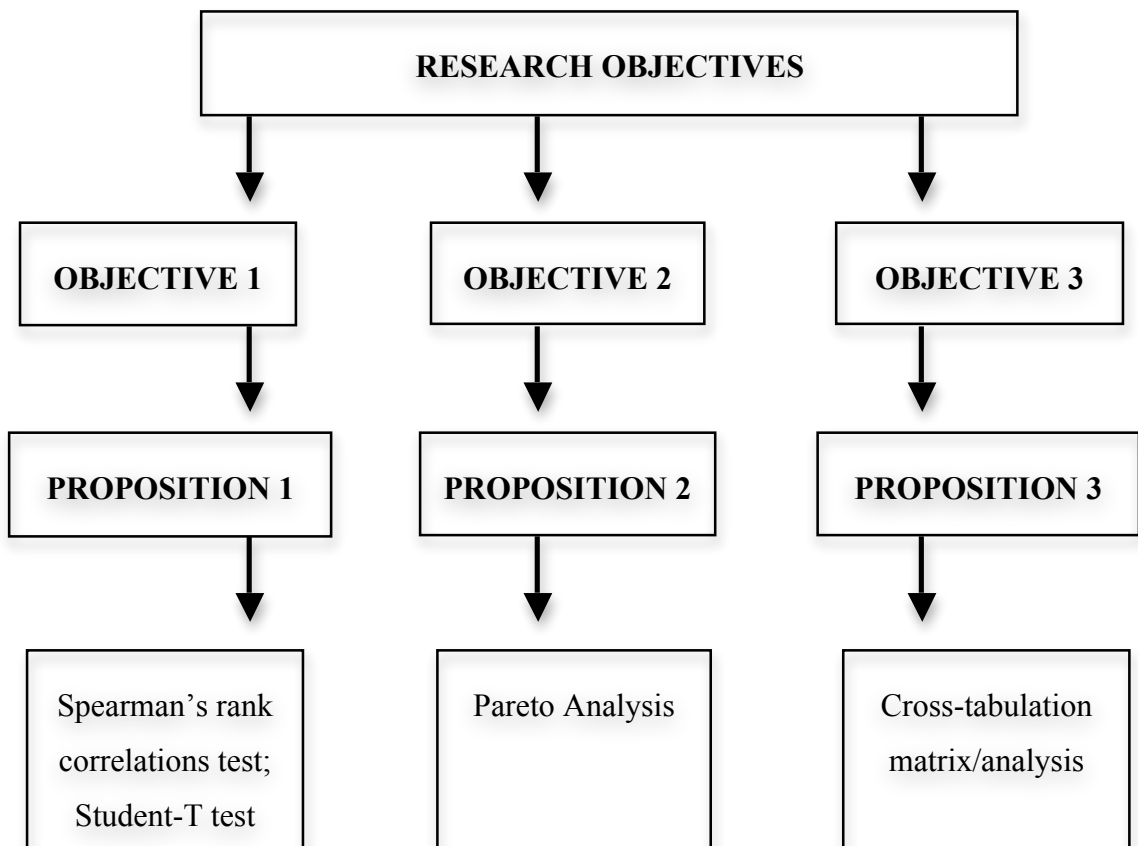 RESEARCH OBJECTIVES
OBJECTIVE 1
OBJECTIVE 2
OBJECTIVE 3
PROPOSITION 1
PROPOSITION 2
PROPOSITION 3
Spearman’s rank
correlations test;
Student-T test
Pareto Analysis
Cross-tabulation
matrix/analysis